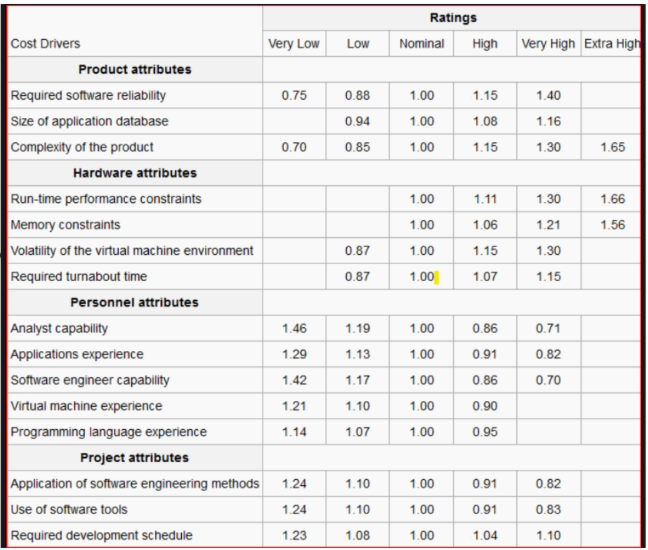 Ratings
Cost Drivers Very Low Low Nominal High Very High Extra High
Product attributes
Required software reliability 0.75 0.88 1.00 1.15 1.40
Size of application database 0.94 1.00 1.08 1.16
Complexity of the product 0.70 0.85 1.00 1.15 1.30 1.65
Hardware attributes
Run-time performance constraints 1.00 1.11 1.30 1.66
Memory constraints 1.00 1.06 1.21 1.56
Volatility of the virtual machine environment 0.87 1.00 1.15 1.30
Required turnabout time 0.87 1.00 1.07 1.15
Personnel attributes
Analyst capability 1.46 1.19 1.00 0.86 0.71
Applications experience 1.29 1.13 1.00 0.91 0.82
Software engineer capability 1.42 1.17 1.00 0.86 0.70
Virtual machine experience 1.21 1.10 1.00 0.90
Programming language experience 1.14 1.07 1.00 0.95
Project attributes
Application of software engineering methods 1.24 1.10 1.00 0.91 0.82
Use of software tools 1.24 1.10 1.00 0.91 0.83
Required development schedule 1.23 1.08 1.00 1.04 1.10